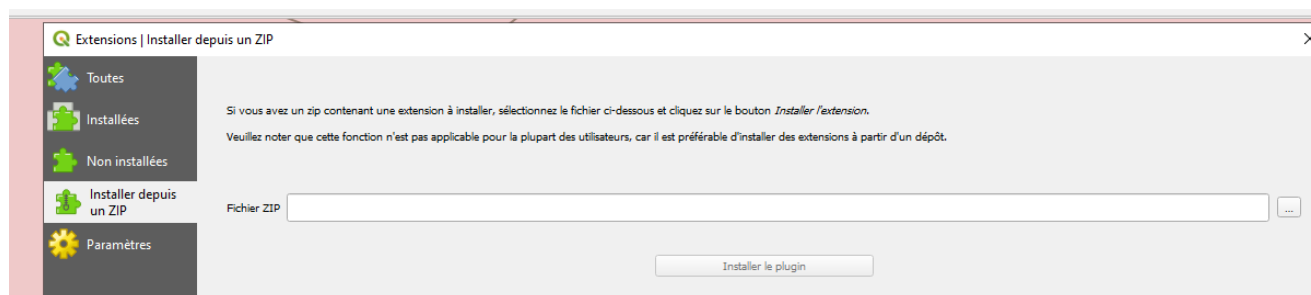 Extensions | Installer depuis un ZIP
Toutes
Installées
Non installées
Installer depuis
un ZIP
Paramètres
Si vous avez un zip contenant une extension à installer, sélectionnez le fichier ci-dessous et cliquez sur le bouton Installer l'extension.
Veuillez noter que cette fonction n'est pas applicable pour la plupart des utilisateurs, car il est préférable d'installer des extensions à partir d'un dépôt.
Fichier ZIP
...
Installer le plugin